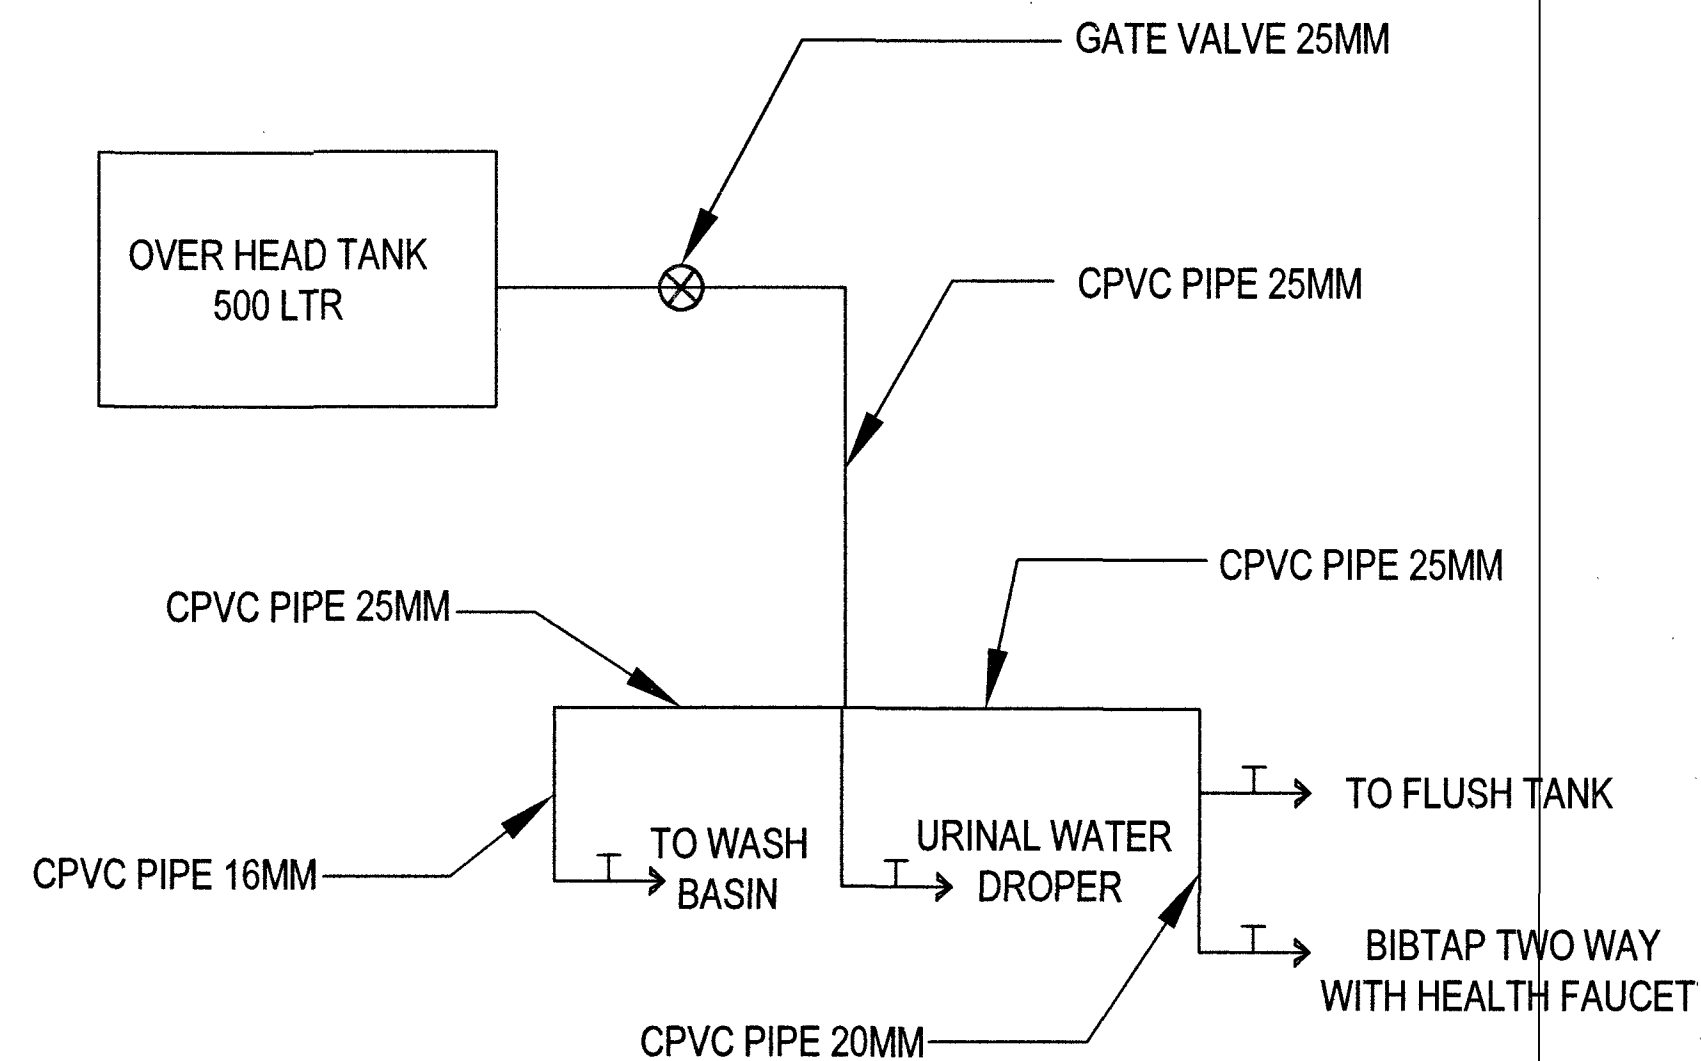 GATE VALVE 25MM
OVER HEAD TANK
500 LTR
CPVC PIPE 25MM
CPVC PIPE 25MM
CPVC PIPE 25MM
TO FLUSH TANK
TO WASH
BASIN
URINAL WATER
DROPER
CPVC PIPE 16MM
BIBTAP TWO WAY
WITH HEALTH FAUCET
CPVC PIPE 20MM